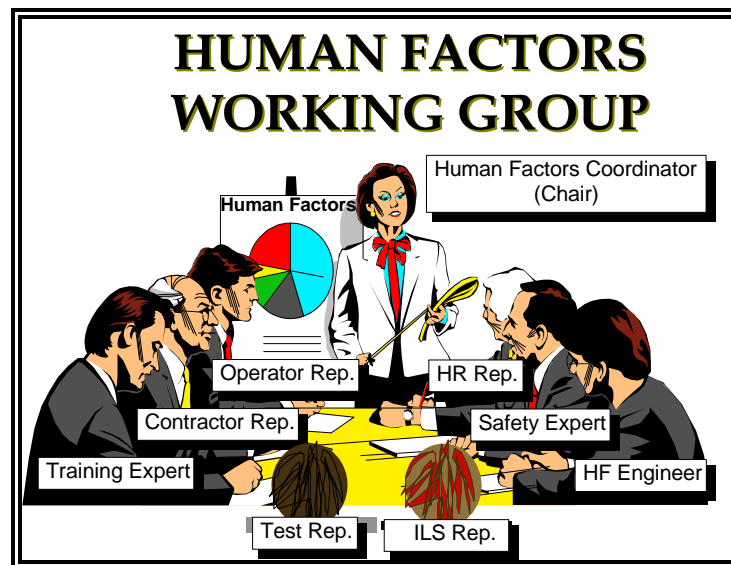 HUMAN FACTORS
WORKING GROUP
Human Factors Coordinator
(Chair)
Human Factors
Operator Rep.
HR Rep.
Contractor Rep.
Safety Expert
Training Expert
HF Engineer
Test Rep.
ILS Rep.